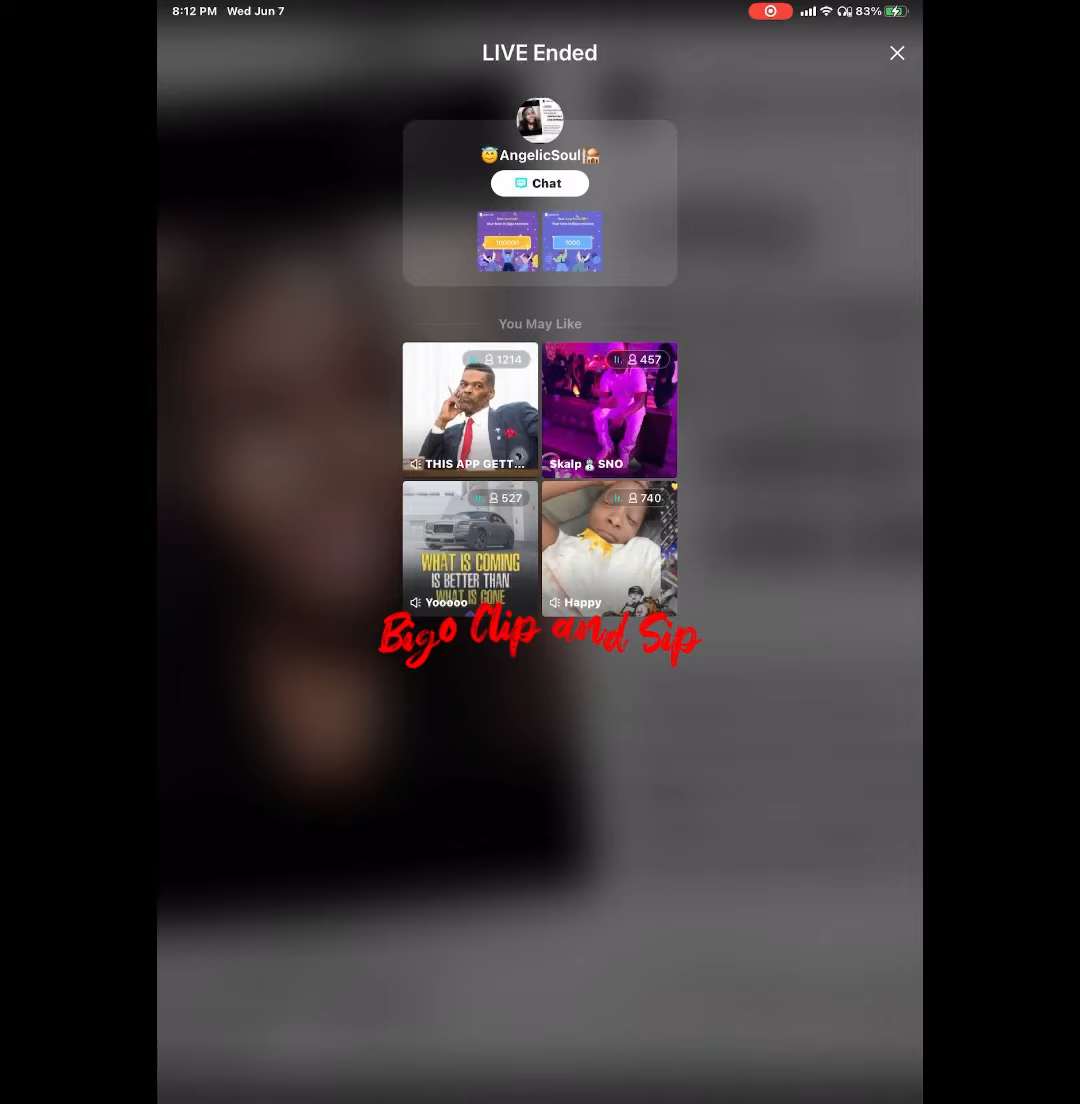 8:12 PM Wed Jun 7
83%
LIVE Ended
😇AngelicSoul
Chat
100000
1000
You May Like
1214
457
THIS APP GETT...
Skalp⛄SNO
527
740
WHAT IS COMING
IS BETTER THAN
WHAT IS GONE
Yooooo
Happy
Bigo Clip and Sip